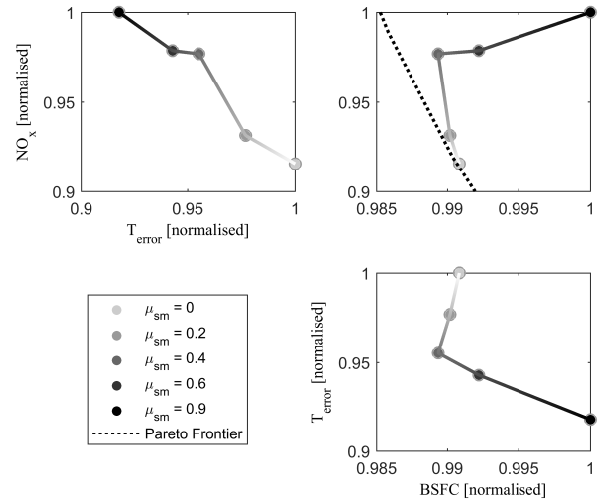 1
0.95
0.9
NOx [normalised]
0.9
0.95
1
Terror [normalised]
1
0.95
0.9
0.985
0.99
0.995
1
μsm = 0
μsm = 0.2
μsm = 0.4
μsm = 0.6
μsm = 0.9
Pareto Frontier
1
0.95
0.9
Terror [normalised]
0.985
0.99
0.995
1
BSFC [normalised]